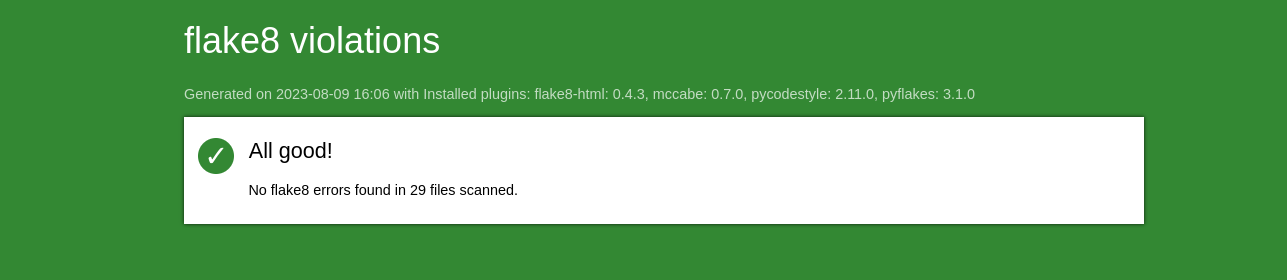 flake8 violations
Generated on 2023-08-09 16:06 with Installed plugins: flake8-html: 0.4.3, mccabe: 0.7.0, pycodestyle: 2.11.0, pyflakes: 3.1.0
✓ All good!
No flake8 errors found in 29 files scanned.